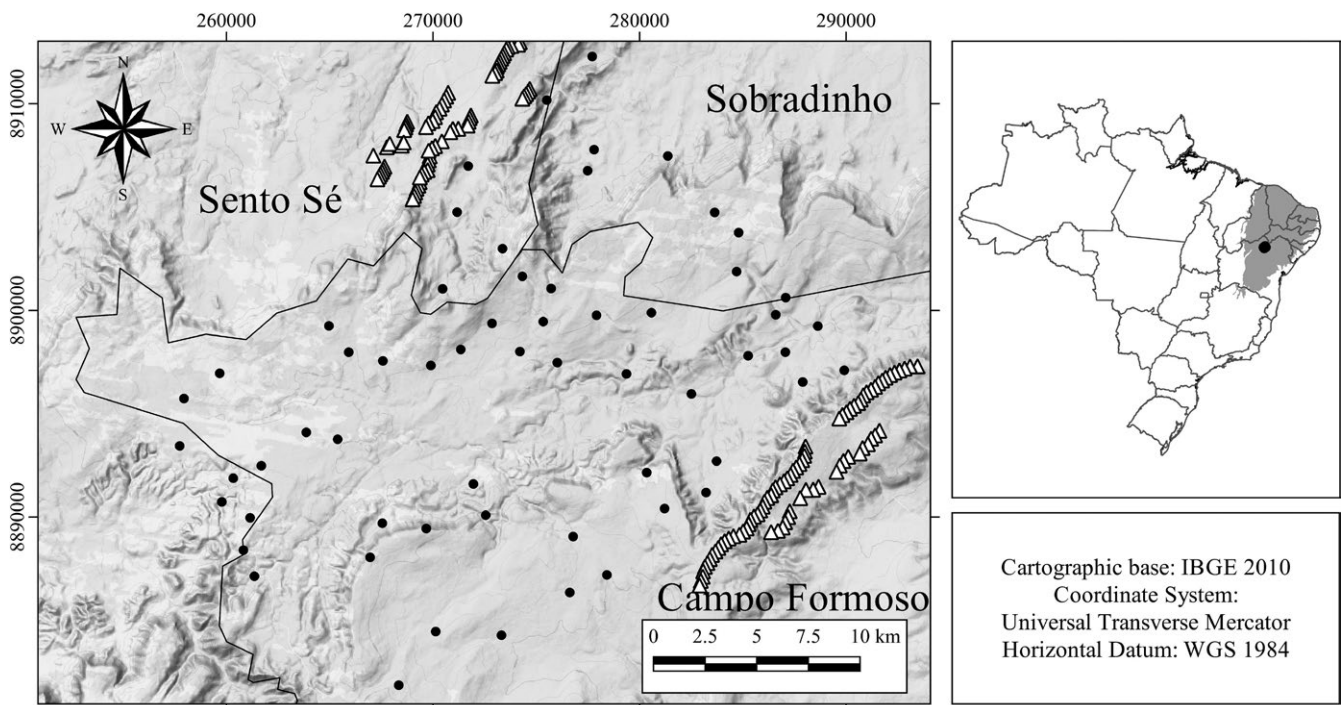 260000 270000 280000 290000
8910000
8900000
8890000
N
W E
S
Sobradinho
Sento Sé
Campo Formoso
0 2.5 5 7.5 10 km
Cartographic base: IBGE 2010
Coordinate System:
Universal Transverse Mercator
Horizontal Datum: WGS 1984